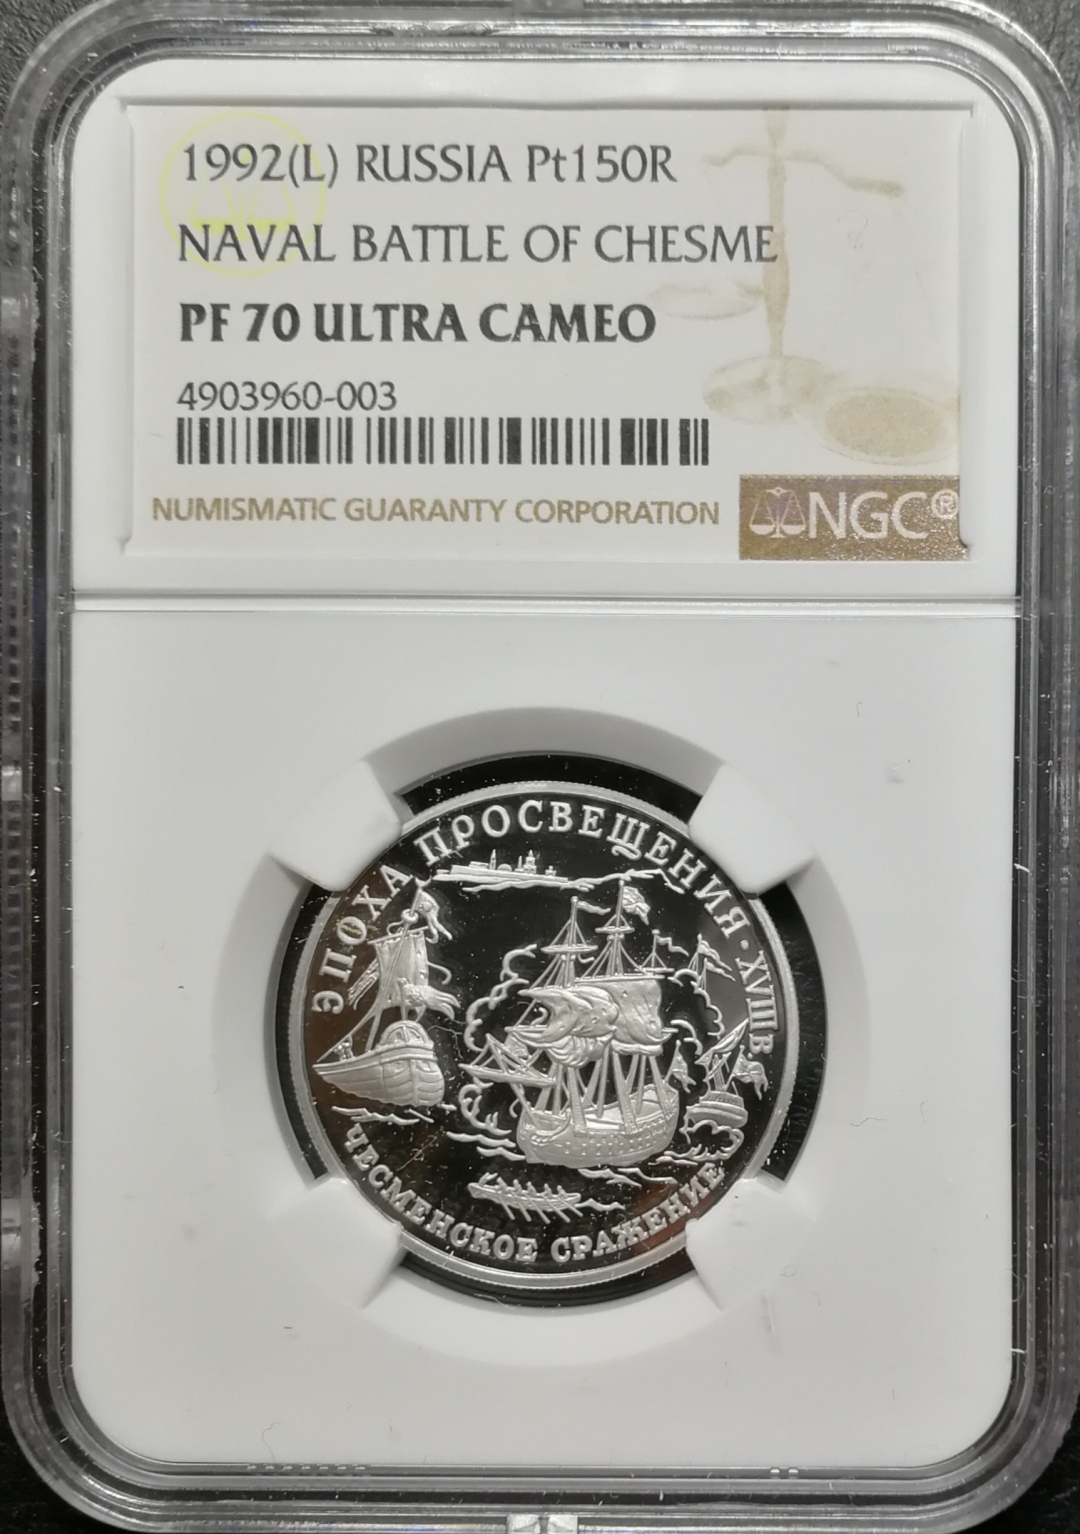 1992(L) RUSSIA Pt150R
NAVAL BATTLE OF CHESME
PF 70 ULTRA CAMEO
4903960-003
NUMISMATIC GUARANTY CORPORATION
NGC®
ЭПОХА ПРОСВЕЩЕНИЯ · XVIII В.
ЧЕСМЕНСКОЕ СРАЖЕНИЕ